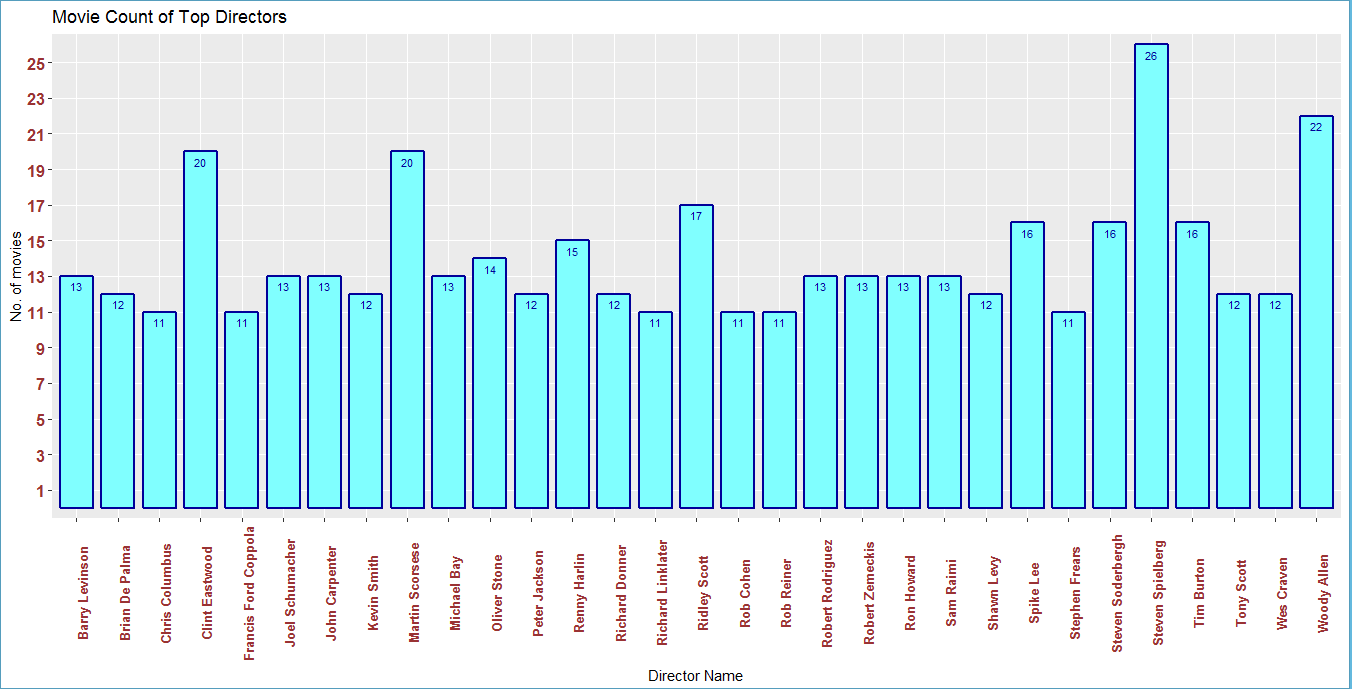 Movie Count of Top Directors
No. of movies
25
23
21
19
17
15
13
11
9
7
5
3
1
13
12
11
20
11
13
13
12
20
13
14
12
15
12
11
17
11
11
13
13
13
13
12
16
11
16
26
16
12
12
22
Barry Levinson
Brian De Palma
Chris Columbus
Clint Eastwood
Francis Ford Coppola
Joel Schumacher
John Carpenter
Kevin Smith
Martin Scorsese
Michael Bay
Oliver Stone
Peter Jackson
Renny Harlin
Richard Donner
Richard Linklater
Ridley Scott
Rob Cohen
Rob Reiner
Robert Rodriguez
Robert Zemeckis
Ron Howard
Sam Raimi
Shawn Levy
Spike Lee
Stephen Frears
Steven Soderbergh
Steven Spielberg
Tim Burton
Tony Scott
Wes Craven
Woody Allen
Director Name